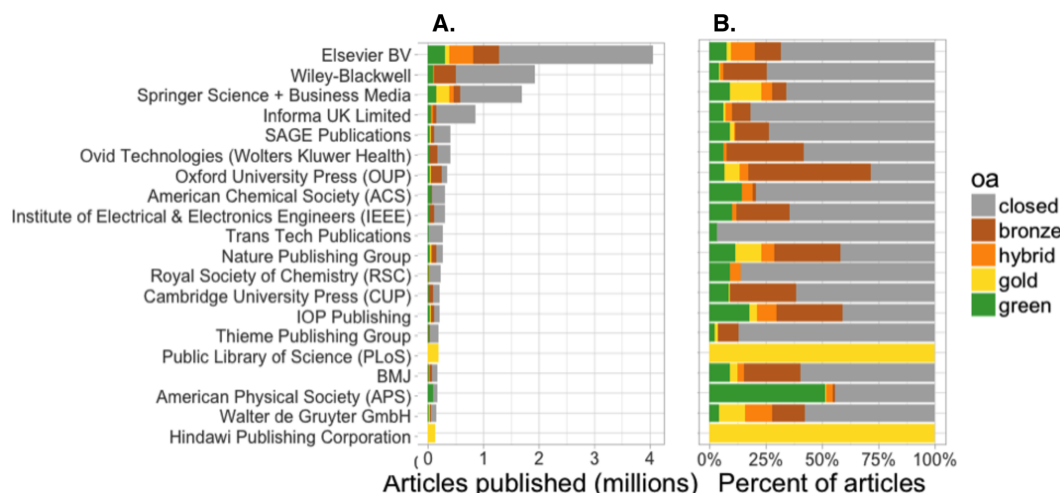 A.
B.
Elsevier BV
Wiley-Blackwell
Springer Science + Business Media
Informa UK Limited
SAGE Publications
Ovid Technologies (Wolters Kluwer Health)
Oxford University Press (OUP)
American Chemical Society (ACS)
Institute of Electrical & Electronics Engineers (IEEE)
Trans Tech Publications
Nature Publishing Group
Royal Society of Chemistry (RSC)
Cambridge University Press (CUP)
IOP Publishing
Thieme Publishing Group
Public Library of Science (PLoS)
BMJ
American Physical Society (APS)
Walter de Gruyter GmbH
Hindawi Publishing Corporation
( 0 1 2 3 4
Articles published (millions)
0% 25% 50% 75% 100%
Percent of articles
oa
closed
bronze
hybrid
gold
green